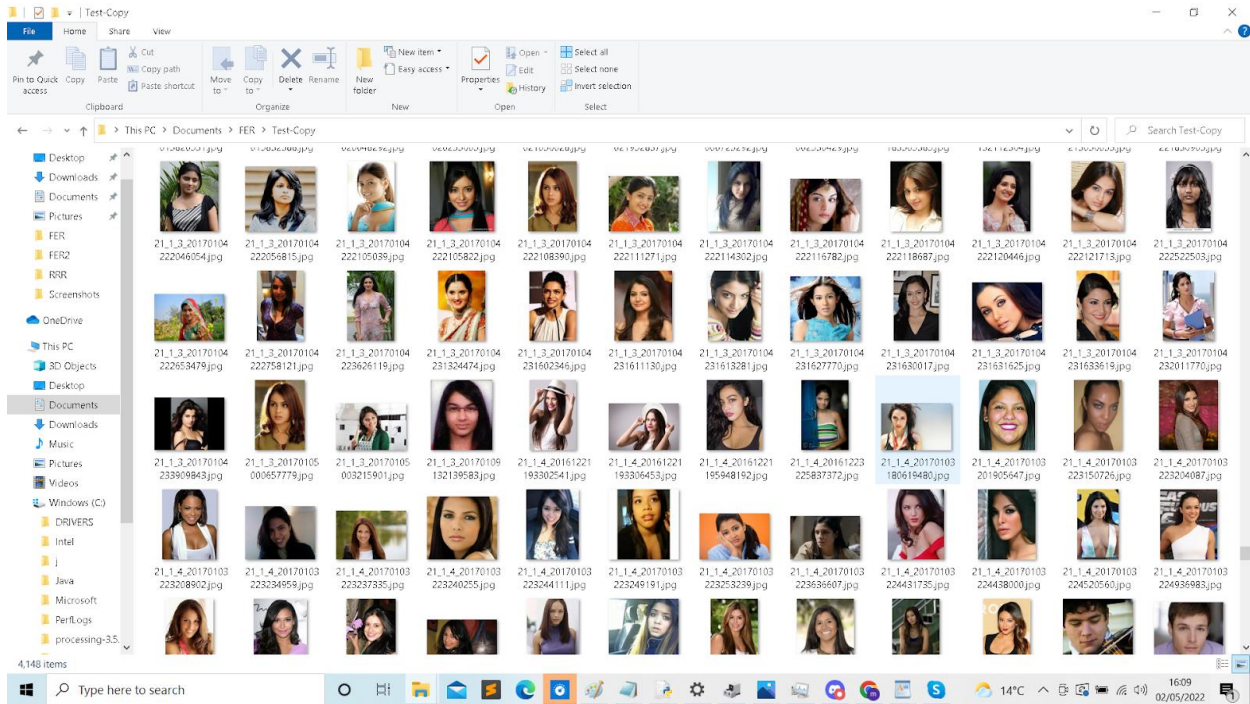 Test-Copy
File Home Share View
Pin to Quick access
Copy
Paste
Cut
Copy path
Paste shortcut
Move to
Copy to
Delete
Rename
New folder
New item
Easy access
Properties
Open
Edit
History
Select all
Select none
Invert selection
Clipboard Organize New Open Select
This PC > Documents > FER > Test-Copy
Search Test-Copy
Desktop
Downloads
Documents
Pictures
FER
FER2
RRR
Screenshots
OneDrive
This PC
3D Objects
Desktop
Documents
Downloads
Music
Pictures
Videos
Windows (C:)
DRIVERS
Intel
j
Java
Microsoft
PerfLogs
processing-3.5.
21_1_3_20170104 21_1_3_20170104 21_1_3_20170104 21_1_3_20170104 21_1_3_20170104 21_1_3_20170104 21_1_3_20170104 21_1_3_20170104 21_1_3_20170104 21_1_3_20170104 21_1_3_20170104 21_1_3_20170104
222046054.jpg 222056815.jpg 222105039.jpg 222105822.jpg 222108390.jpg 222111271.jpg 222114302.jpg 222116782.jpg 222118687.jpg 222120446.jpg 222121713.jpg 222522503.jpg
21_1_3_20170104 21_1_3_20170104 21_1_3_20170104 21_1_3_20170104 21_1_3_20170104 21_1_3_20170104 21_1_3_20170104 21_1_3_20170104 21_1_3_20170104 21_1_3_20170104 21_1_3_20170104 21_1_3_20170104
222653479.jpg 222758121.jpg 223626119.jpg 231324474.jpg 231602346.jpg 231611130.jpg 231613281.jpg 231627770.jpg 231630017.jpg 231631625.jpg 231633619.jpg 232011770.jpg
21_1_3_20170104 21_1_3_20170105 21_1_3_20170105 21_1_3_20170109 21_1_4_20161221 21_1_4_20161221 21_1_4_20161221 21_1_4_20161223 21_1_4_20170103 21_1_4_20170103 21_1_4_20170103 21_1_4_20170103
233909843.jpg 000657779.jpg 003215901.jpg 132139583.jpg 193302541.jpg 193306453.jpg 195948192.jpg 225837372.jpg 180619480.jpg 201905647.jpg 223150726.jpg 223204087.jpg
21_1_4_20170103 21_1_4_20170103 21_1_4_20170103 21_1_4_20170103 21_1_4_20170103 21_1_4_20170103 21_1_4_20170103 21_1_4_20170103 21_1_4_20170103 21_1_4_20170103 21_1_4_20170103 21_1_4_20170103
223208902.jpg 223234959.jpg 223237335.jpg 223240255.jpg 223244111.jpg 223249191.jpg 223253239.jpg 223636607.jpg 224431735.jpg 224438000.jpg 224520560.jpg 224936983.jpg
4,148 items
Type here to search
14°C
16:09
02/05/2022